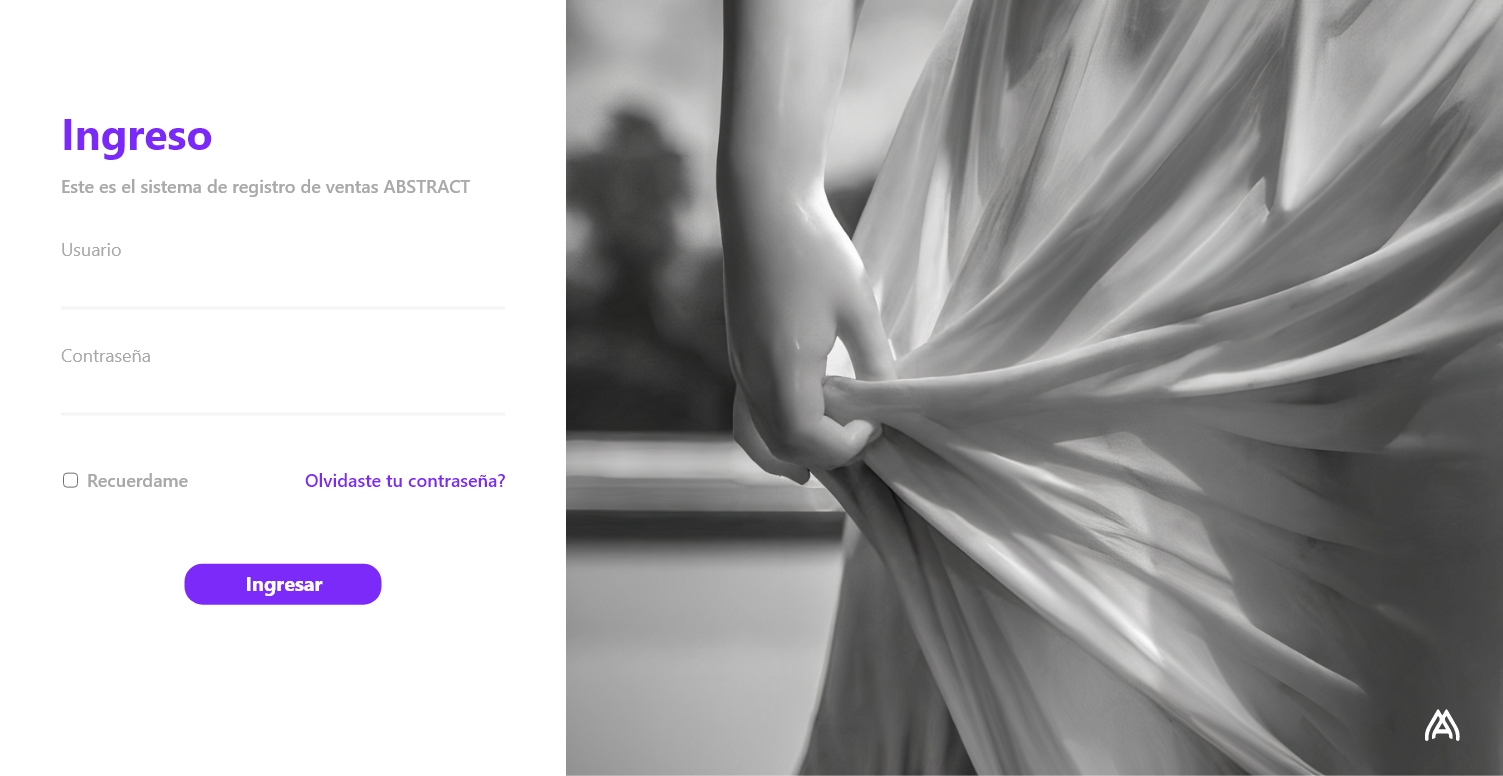 Ingreso
Este es el sistema de registro de ventas ABSTRACT
Usuario
Contraseña
Recuerdame
Olvidaste tu contraseña?
Ingresar